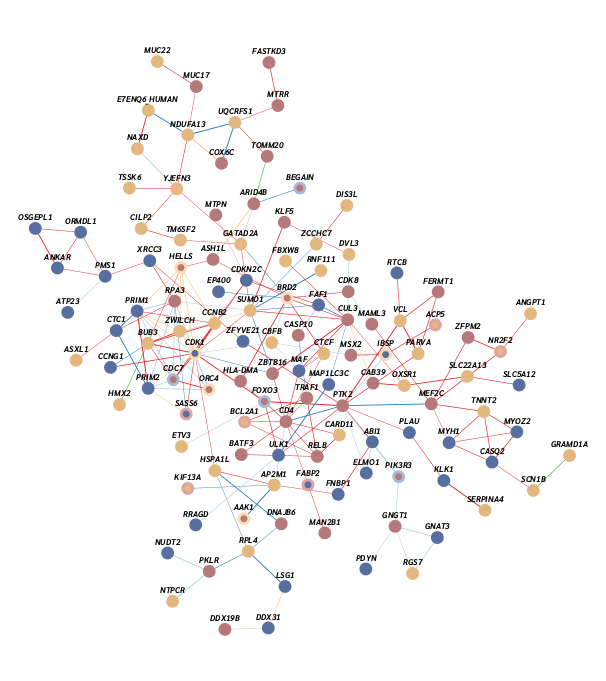 MUC22
FASTKD3
MUC17
E7ENQ6_HUMAN
UQCRFS1
MTRR
NDUFA13
NAXD
COX6C
TOMM20
TSSK6
YJEFN3
ARID4B
BEGAIN
DIS3L
OSGEPL1
ORMDL1
CILP2
TM6SF2
MTPN
GATAD2A
KLF5
ZCCHC7
DVL3
ANKAR
PMS1
XRCC3
HELLS
ASH1L
CDKN2C
FBXW8
RNF111
RTCB
ATP23
PRIM1
RPA3
EP400
SUMO1
BRD2
FAF1
CDK8
FERMT1
CTC1
ZWILCH
CCNB2
CUL3
MAML3
VCL
ACP5
ANGPT1
ASXL1
CCNG1
BUB3
CDK1
ZFYVE21
CBFB
CASP10
CTCF
MSX2
IBSP
PARVA
ZFPM2
NR2F2
PRIM2
CDC7
ORC4
HLA-DMA
ZBTB16
MAF
MAP1LC3C
CAB39
OXSR1
SLC22A13
SLC5A12
HMX2
SASS6
FOXO3
TRAF1
PTK2
MEF2C
TNNT2
BCL2A1
CD4
CARD11
ABI1
PLAU
MYH1
MYOZ2
ETV3
BATF3
ULK1
RELB
ELMO1
PIK3R3
CASQ2
GRAMD1A
HSPA1L
AP2M1
FABP2
FNBP1
KLK1
SCN1B
KIF13A
AAK1
DNAJB6
MAN2B1
SERPINA4
RRAGD
GNGT1
GNAT3
NUDT2
PKLR
RPL4
LSG1
PDYN
RGS7
NTPCR
DDX19B
DDX31